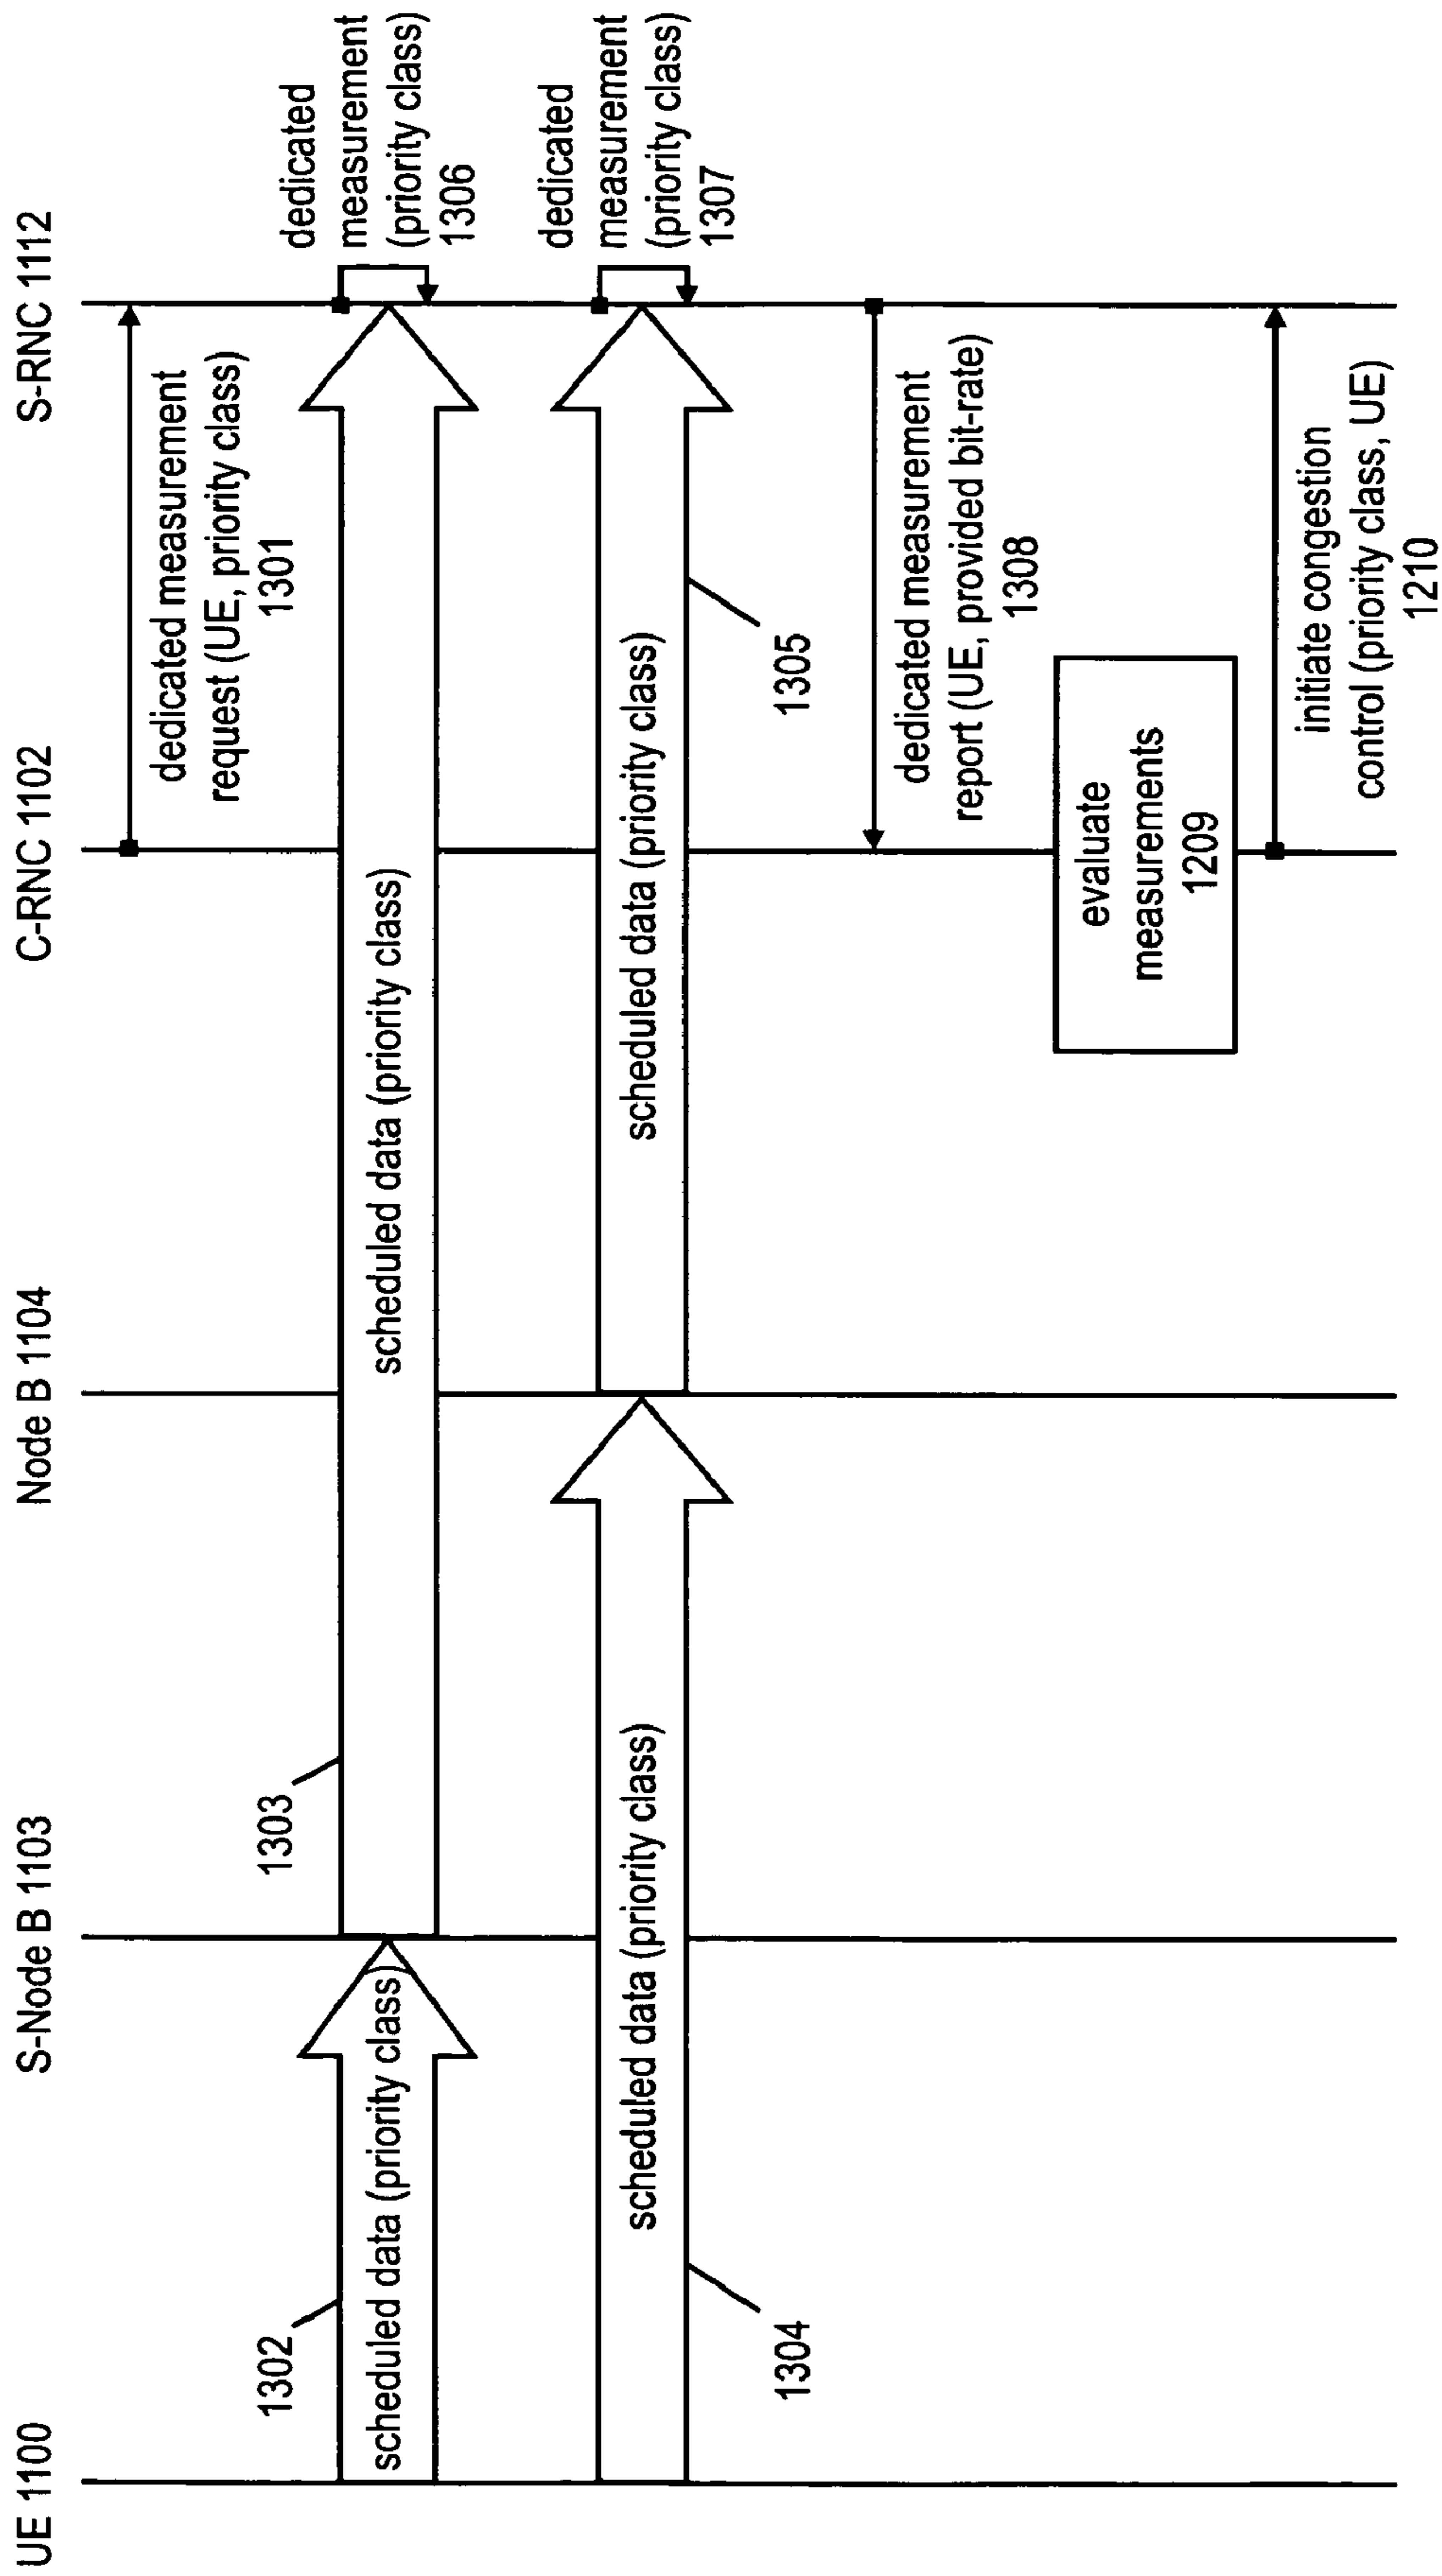 UE 1100
S-Node B 1103
Node B 1104
C-RNC 1102
S-RNC 1112
dedicated measurement
request (UE, priority class)
1301
1302
scheduled data (priority class)
1303
scheduled data (priority class)
dedicated
measurement
(priority class)
1306
scheduled data (priority class)
1304
scheduled data (priority class)
1305
dedicated
measurement
(priority class)
1307
dedicated measurement
report (UE, provided bit-rate)
1308
evaluate
measurements
1209
initiate congestion
control (priority class, UE)
1210